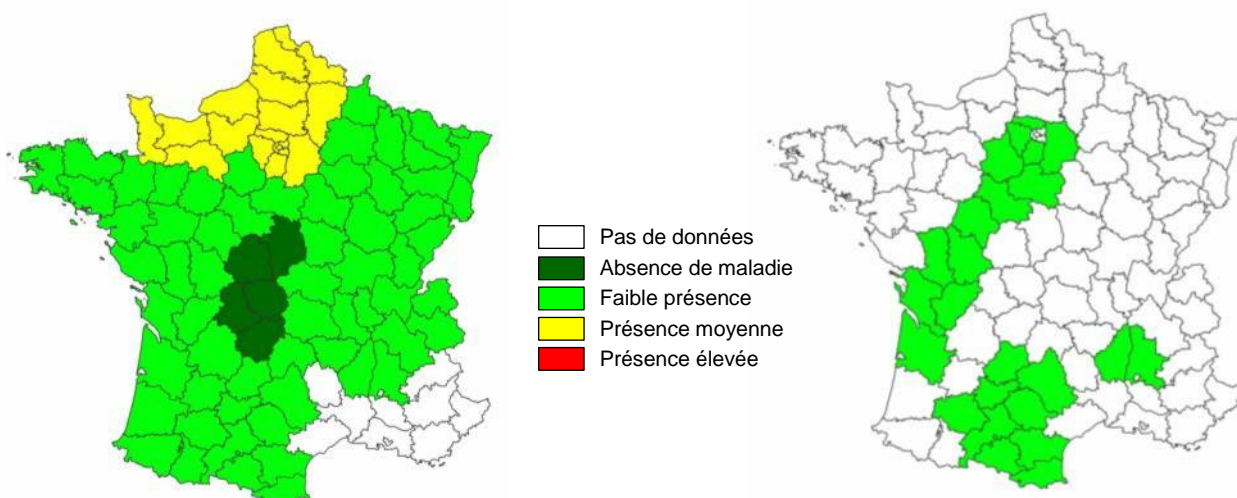 Pas de données
Absence de maladie
Faible présence
Présence moyenne
Présence élevée